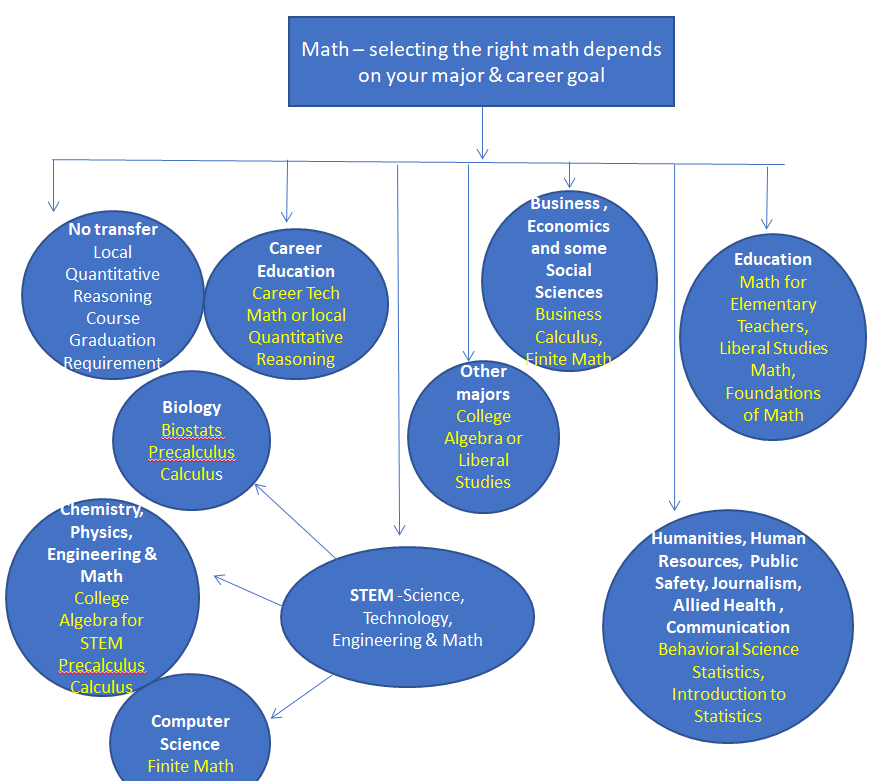 Math – selecting the right math depends
on your major & career goal
No transfer
Local
Quantitative
Reasoning
Course
Graduation
Requirement
Career
Education
Career Tech
Math or local
Quantitative
Reasoning
Business ,
Economics
and some
Social
Sciences
Business
Calculus,
Finite Math
Education
Math for
Elementary
Teachers,
Liberal Studies
Math,
Foundations
of Math
Other
majors
College
Algebra or
Liberal
Studies
Biology
Biostats
Precalculus
Calculus
Chemistry,
Physics,
Engineering &
Math
College
Algebra for
STEM
Precalculus
Calculus
STEM -Science,
Technology,
Engineering & Math
Humanities, Human
Resources, Public
Safety, Journalism,
Allied Health ,
Communication
Behavioral Science
Statistics,
Introduction to
Statistics
Computer
Science
Finite Math